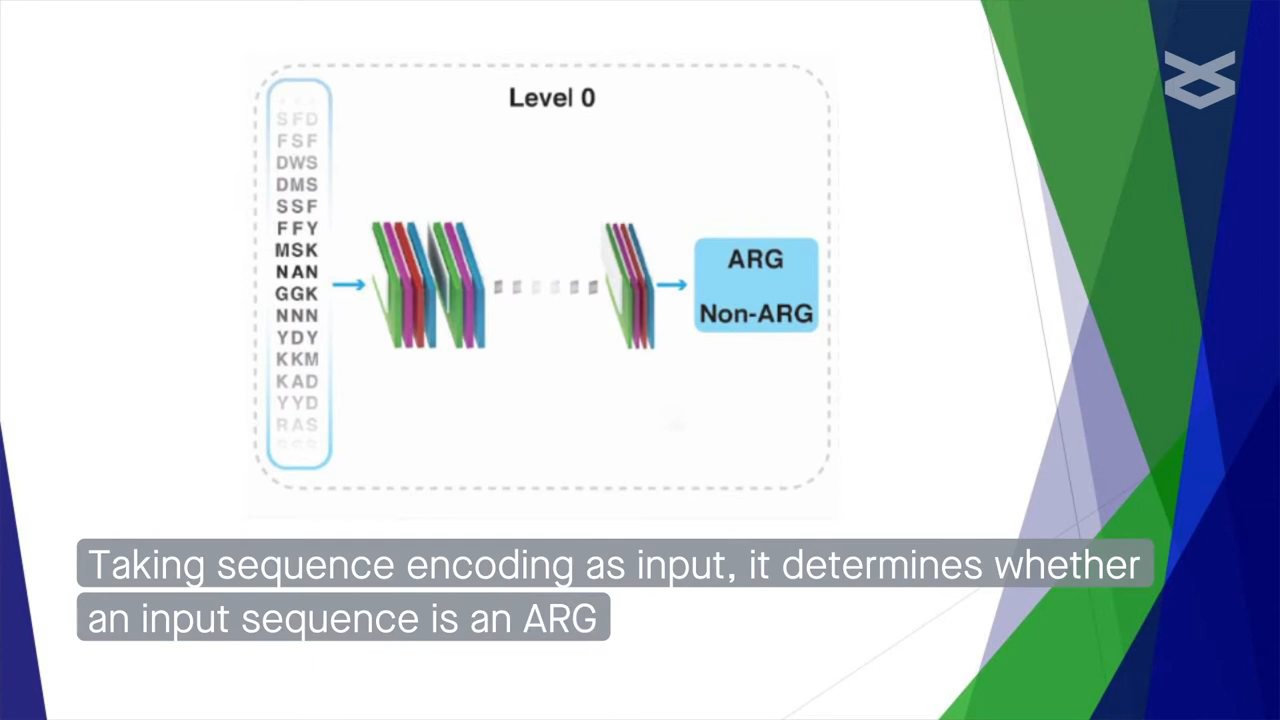 Level 0
SFD
FSF
DWS
DMS
SSF
FFY
MSK
NAN
GGK
NNN
YDY
KKM
KAD
YYD
RAS
ARG
Non-ARG
Taking sequence encoding as input, it determines whether
an input sequence is an ARG